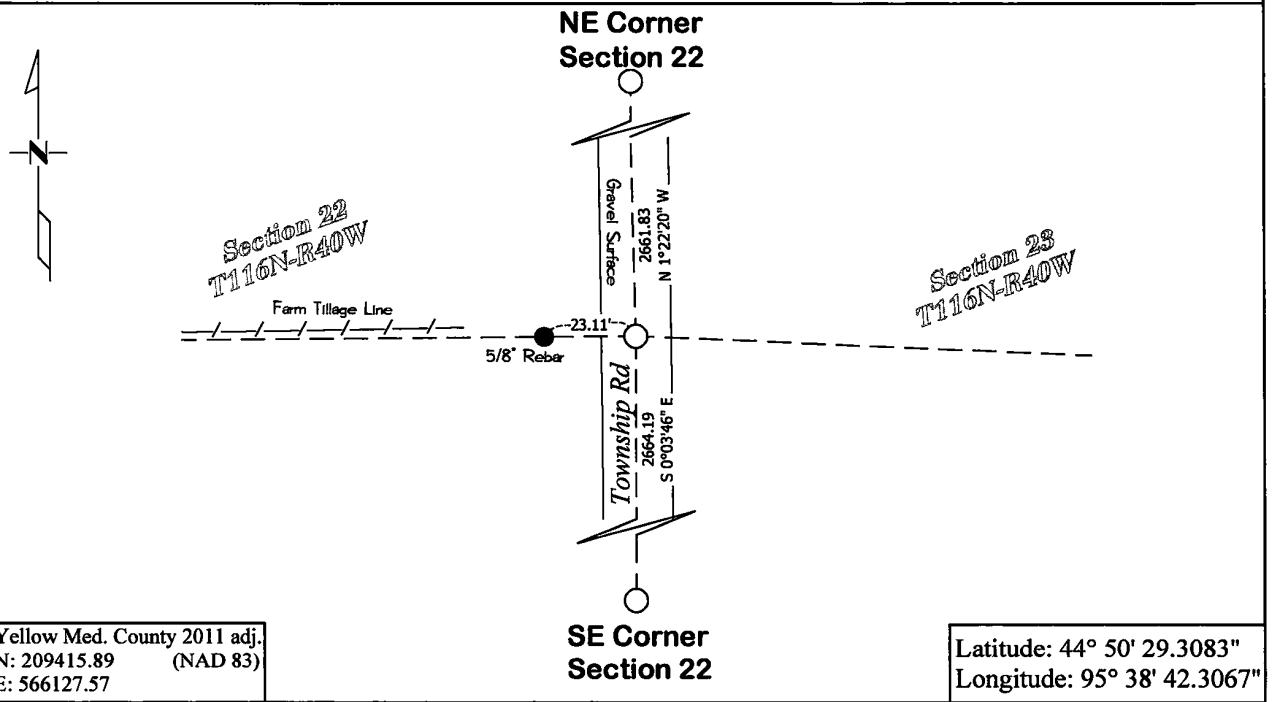 NE Corner
Section 22
N
Section 22
T116N-R40W
Gravel Surface
2661.83
N 1°22'20" W
Section 23
T116N-R40W
Farm Tillage Line
23.11'
5/8" Rebar
Township Rd
2664.19
S 0°03'46" E
SE Corner
Section 22
Yellow Med. County 2011 adj.
N: 209415.89 (NAD 83)
E: 566127.57
Latitude: 44° 50' 29.3083"
Longitude: 95° 38' 42.3067"